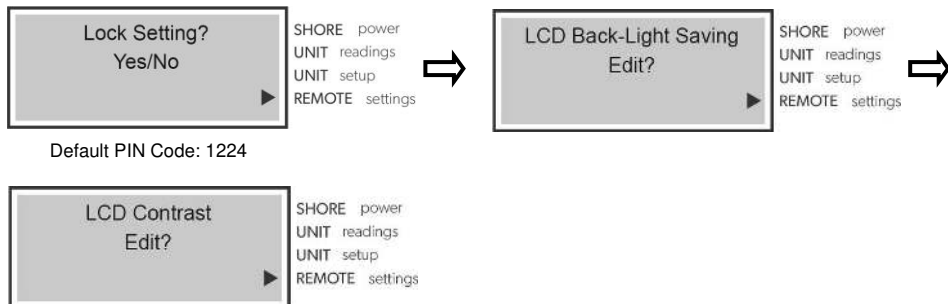 Lock Setting?
Yes/No
SHORE power
UNIT readings
UNIT setup
REMOTE settings
Default PIN Code: 1224
LCD Back-Light Saving
Edit?
SHORE power
UNIT readings
UNIT setup
REMOTE settings
LCD Contrast
Edit?
SHORE power
UNIT readings
UNIT setup
REMOTE settings